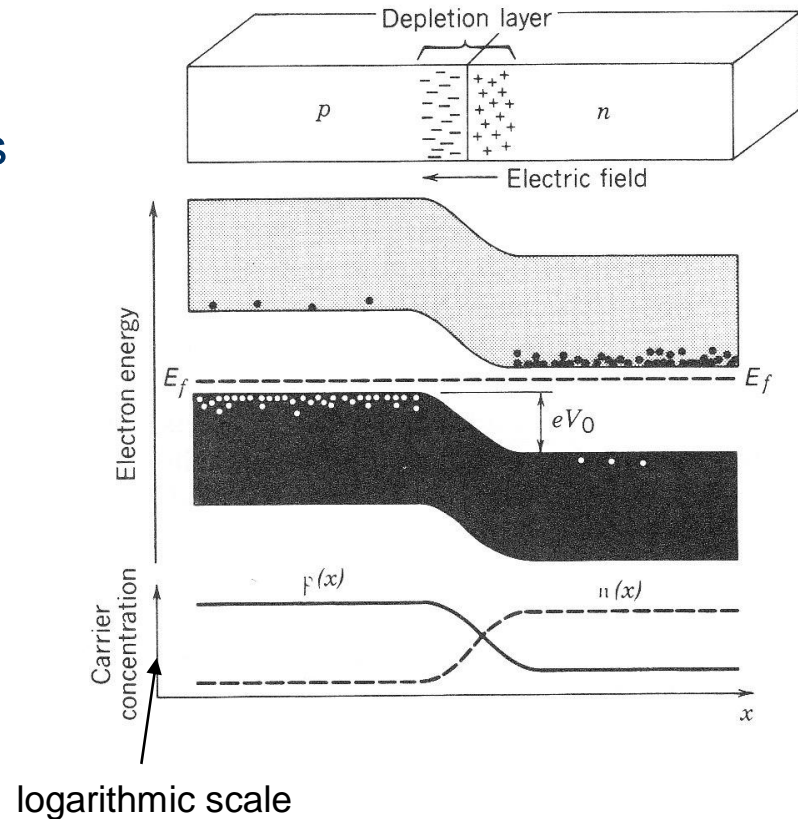 Depletion layer
s
p
n
Electric field
Electron energy
E_f
E_f
eV_0
p(x)
n(x)
Carrier
concentration
x
logarithmic scale